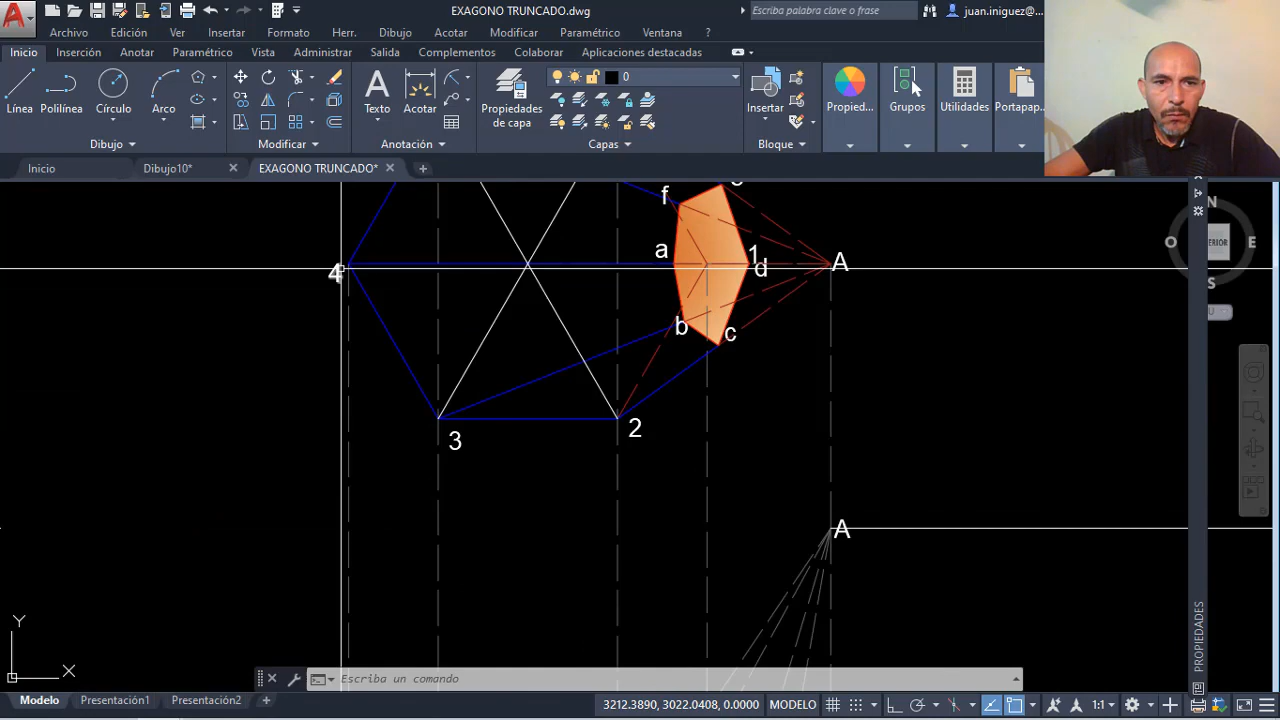 EXAGONO TRUNCADO.dwg
Escriba palabra clave o frase
juan.iniguez@...
Archivo Edición Ver Insertar Formato Herr. Dibujo Acotar Modificar Paramétrico Ventana ?
Inicio Inserción Anotar Paramétrico Vista Administrar Salida Complementos Colaborar Aplicaciones destacadas
0
Línea Polilínea Círculo Arco Texto Acotar Propiedades de capa Insertar Propied... Grupos Utilidades Portapap...
Dibujo Modificar Anotación Capas Bloque
Inicio Dibujo10* EXAGONO TRUNCADO*
N
O E
S
f
a
1
d
A
4
b
c
3
2
A
PROPIEDADES
Y
X
Escriba un comando
Modelo Presentación1 Presentación2 + 3212.3890, 3022.0408, 0.0000 MODELO 1:1